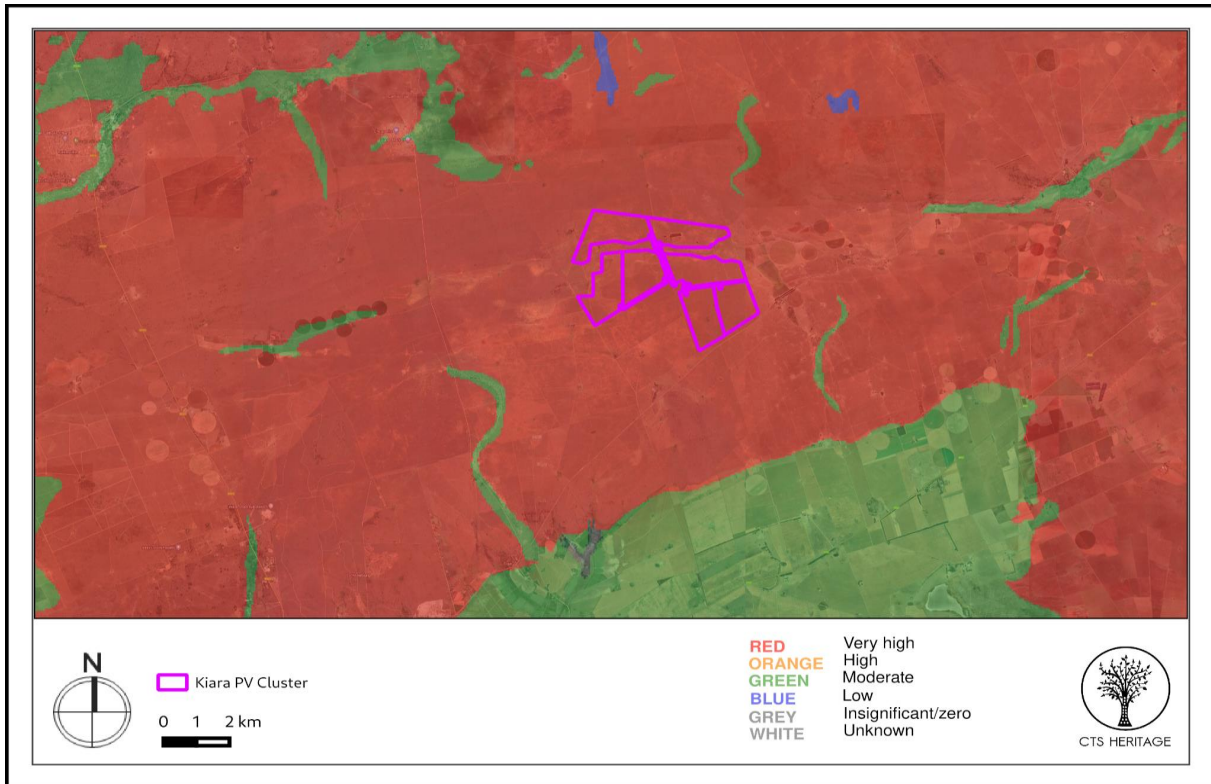 N
Kiara PV Cluster
0 1 2 km
RED Very high
ORANGE High
GREEN Moderate
BLUE Low
GREY Insignificant/zero
WHITE Unknown
CTS HERITAGE